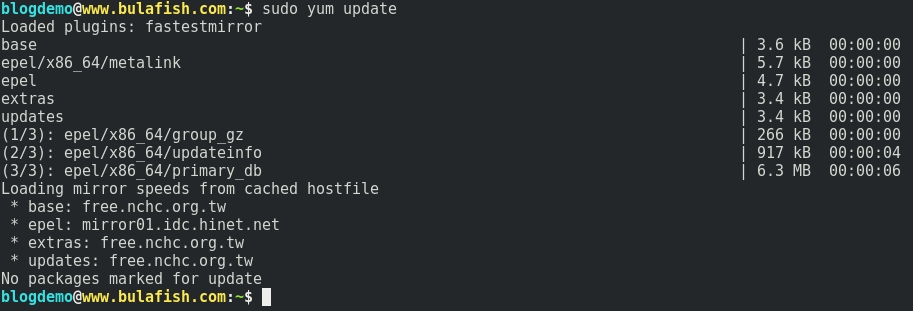 blogdemo@www.bulafish.com:~$ sudo yum update
Loaded plugins: fastestmirror
base | 3.6 kB 00:00:00
epel/x86_64/metalink | 5.7 kB 00:00:00
epel | 4.7 kB 00:00:00
extras | 3.4 kB 00:00:00
updates | 3.4 kB 00:00:00
(1/3): epel/x86_64/group_gz | 266 kB 00:00:00
(2/3): epel/x86_64/updateinfo | 917 kB 00:00:04
(3/3): epel/x86_64/primary_db | 6.3 MB 00:00:06
Loading mirror speeds from cached hostfile
* base: free.nchc.org.tw
* epel: mirror01.idc.hinet.net
* extras: free.nchc.org.tw
* updates: free.nchc.org.tw
No packages marked for update
blogdemo@www.bulafish.com:~$